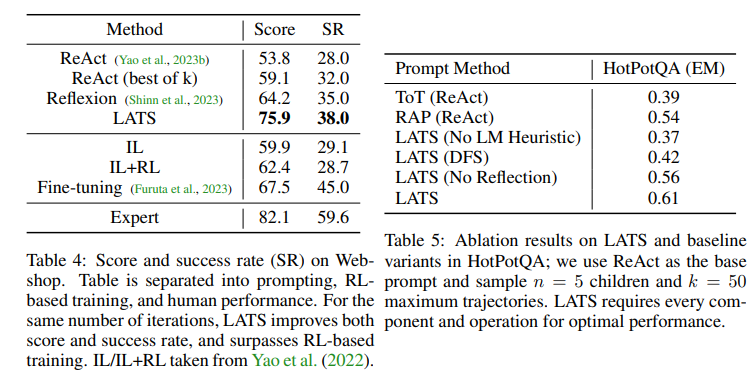 Method Score SR
ReAct (Yao et al., 2023b) 53.8 28.0
ReAct (best of k) 59.1 32.0
Reflexion (Shinn et al., 2023) 64.2 35.0
LATS 75.9 38.0
IL 59.9 29.1
IL+RL 62.4 28.7
Fine-tuning (Furuta et al., 2023) 67.5 45.0
Expert 82.1 59.6
Table 4: Score and success rate (SR) on Web-
shop. Table is separated into prompting, RL-
based training, and human performance. For the
same number of iterations, LATS improves both
score and success rate, and surpasses RL-based
training. IL/IL+RL taken from Yao et al. (2022).
Prompt Method HotPotQA (EM)
ToT (ReAct) 0.39
RAP (ReAct) 0.54
LATS (No LM Heuristic) 0.37
LATS (DFS) 0.42
LATS (No Reflection) 0.56
LATS 0.61
Table 5: Ablation results on LATS and baseline
variants in HotPotQA; we use ReAct as the base
prompt and sample n = 5 children and k = 50
maximum trajectories. LATS requires every com-
ponent and operation for optimal performance.